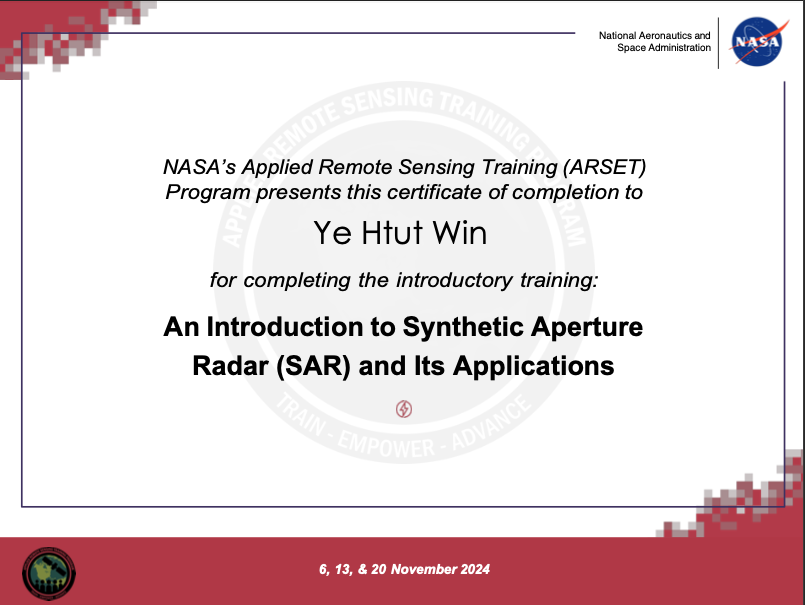 National Aeronautics and
Space Administration
NASA
APPLIED REMOTE SENSING TRAINING PROGRAM
NASA's Applied Remote Sensing Training (ARSET)
Program presents this certificate of completion to
Ye Htut Win
for completing the introductory training:
An Introduction to Synthetic Aperture
Radar (SAR) and Its Applications
TRAIN - EMPOWER - ADVANCE
6, 13, & 20 November 2024